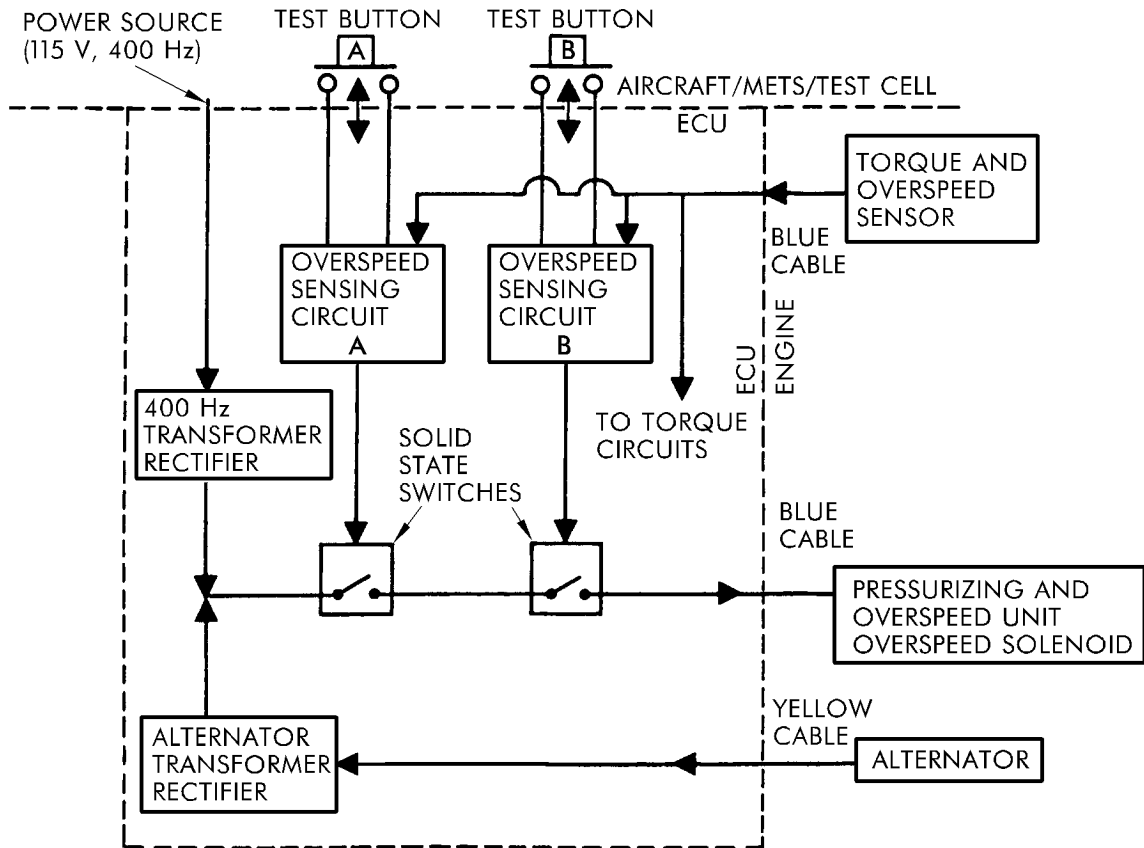 POWER SOURCE
(115 V, 400 Hz)
TEST BUTTON
A
TEST BUTTON
B
AIRCRAFT/METS/TEST CELL
ECU
TORQUE AND
OVERSPEED
SENSOR
BLUE
CABLE
OVERSPEED
SENSING
CIRCUIT
A
OVERSPEED
SENSING
CIRCUIT
B
ECU
ENGINE
TO TORQUE
CIRCUITS
400 Hz
TRANSFORMER
RECTIFIER
SOLID
STATE
SWITCHES
BLUE
CABLE
PRESSURIZING AND
OVERSPEED UNIT
OVERSPEED SOLENOID
ALTERNATOR
TRANSFORMER
RECTIFIER
YELLOW
CABLE
ALTERNATOR